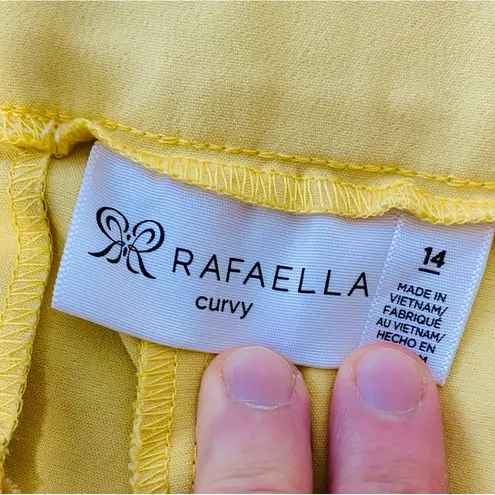 RAFAELLA
curvy
14
MADE IN
VIETNAM/
FABRIQUÉ
AU VIETNAM/
HECHO EN